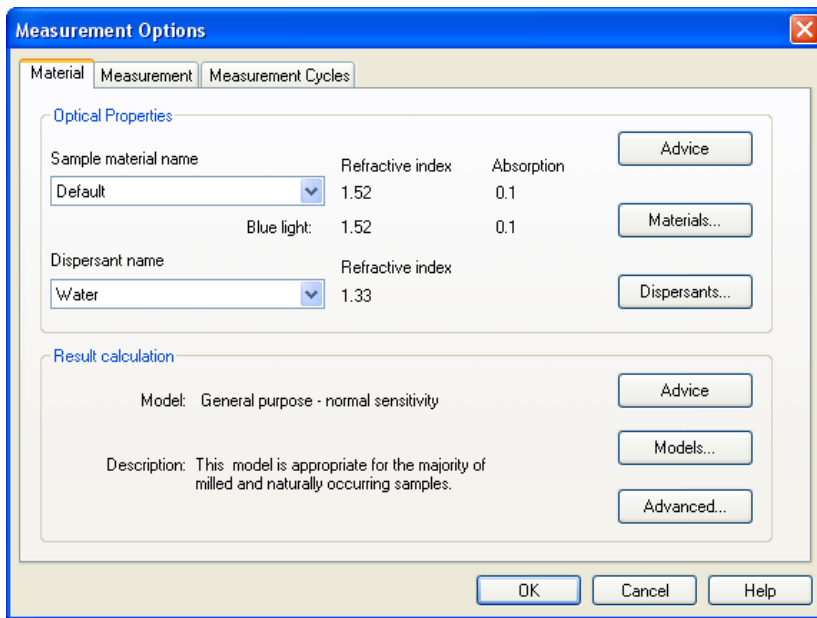 Measurement Options
Material Measurement Measurement Cycles
Optical Properties
Sample material name
Refractive index Absorption
Advice
Default
1.52 0.1
Blue light: 1.52 0.1
Materials...
Dispersant name
Refractive index
Water
1.33
Dispersants...
Result calculation
Model: General purpose - normal sensitivity
Advice
Models...
Description: This model is appropriate for the majority of
milled and naturally occurring samples.
Advanced...
OK Cancel Help